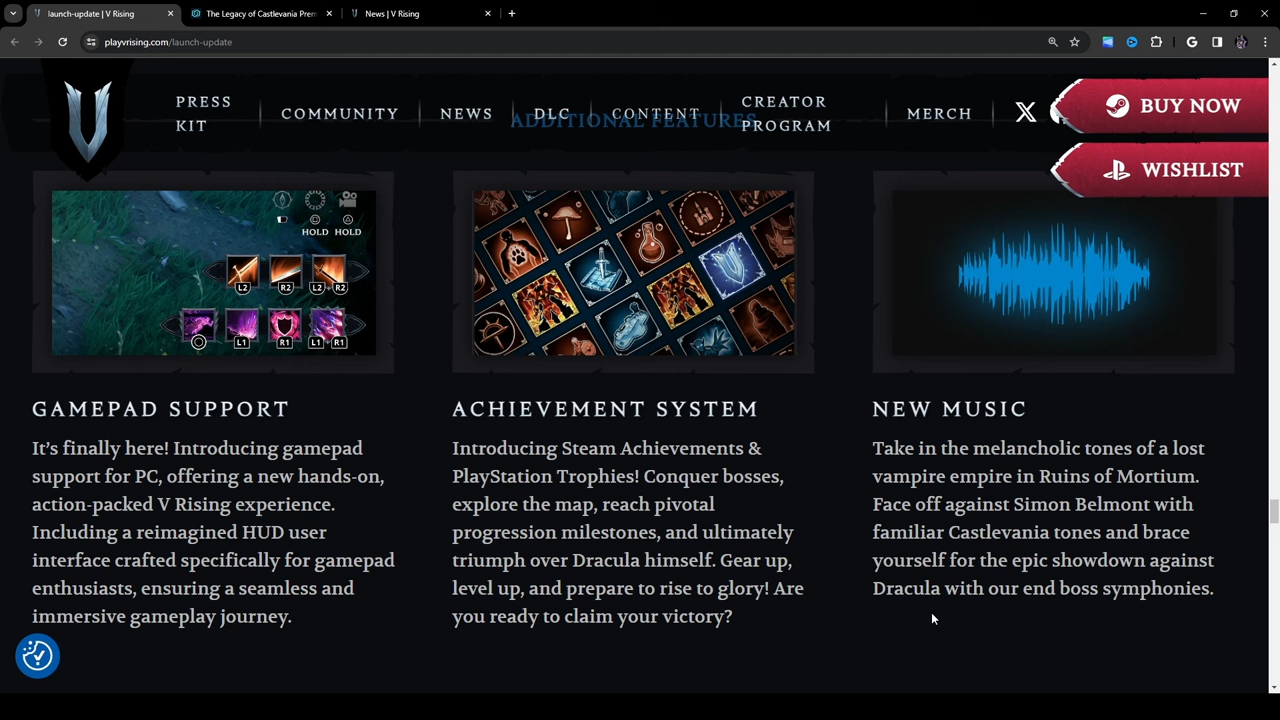 launch-update | V Rising
The Legacy of Castlevania Prem
News | V Rising
playvrising.com/launch-update
PRESS KIT
COMMUNITY
NEWS
DLC
CONTENT
CREATOR PROGRAM
MERCH
BUY NOW
WISHLIST
ADDITIONAL FEATURES
HOLD
HOLD
L2
R2
L2+R2
L1
R1
L1+R1
GAMEPAD SUPPORT
It's finally here! Introducing gamepad
support for PC, offering a new hands-on,
action-packed V Rising experience.
Including a reimagined HUD user
interface crafted specifically for gamepad
enthusiasts, ensuring a seamless and
immersive gameplay journey.
ACHIEVEMENT SYSTEM
Introducing Steam Achievements &
PlayStation Trophies! Conquer bosses,
explore the map, reach pivotal
progression milestones, and ultimately
triumph over Dracula himself. Gear up,
level up, and prepare to rise to glory! Are
you ready to claim your victory?
NEW MUSIC
Take in the melancholic tones of a lost
vampire empire in Ruins of Mortium.
Face off against Simon Belmont with
familiar Castlevania tones and brace
yourself for the epic showdown against
Dracula with our end boss symphonies.